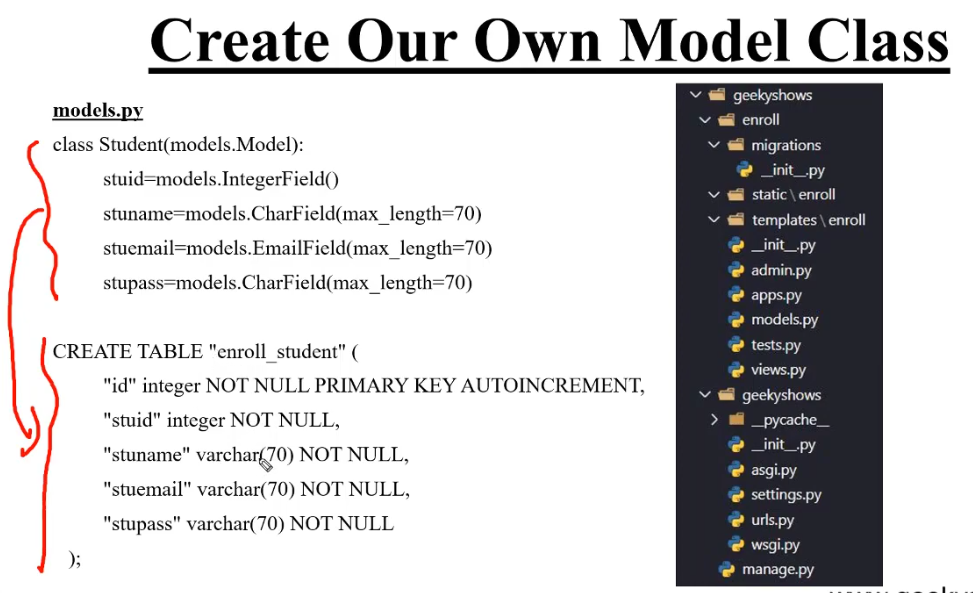 Create Our Own Model Class
models.py
class Student(models.Model):
stuid=models.IntegerField()
stuname=models.CharField(max_length=70)
stuemail=models.EmailField(max_length=70)
stupass=models.CharField(max_length=70)
CREATE TABLE "enroll_student" (
"id" integer NOT NULL PRIMARY KEY AUTOINCREMENT,
"stuid" integer NOT NULL,
"stuname" varchar(70) NOT NULL,
"stuemail" varchar(70) NOT NULL,
"stupass" varchar(70) NOT NULL
);
geekyshows
enroll
migrations
__init__.py
static \ enroll
templates \ enroll
__init__.py
admin.py
apps.py
models.py
tests.py
views.py
geekyshows
__pycache__
__init__.py
asgi.py
settings.py
urls.py
wsgi.py
manage.py